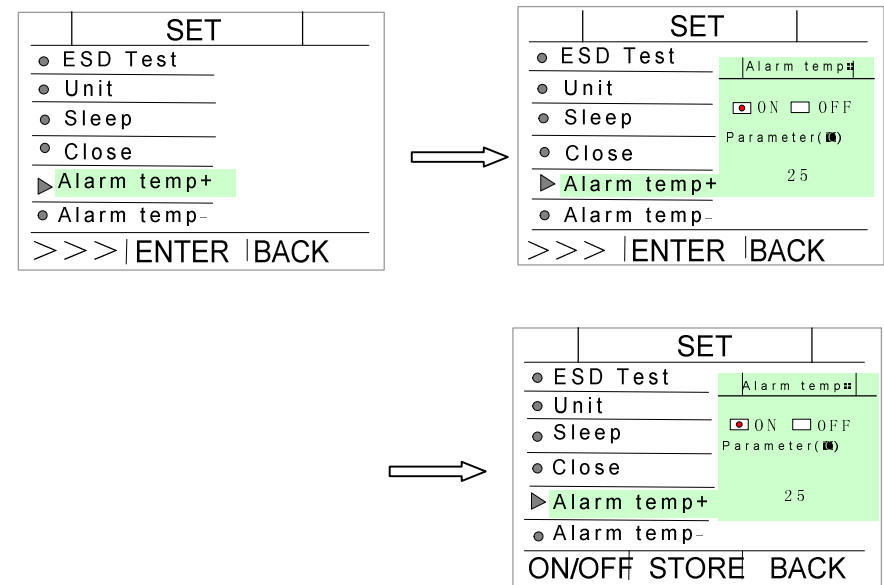 SET
ESD Test
Unit
Sleep
Close
Alarm temp+
Alarm temp-
>>> ENTER BACK
SET
ESD Test
Unit
Sleep
Close
Alarm temp+
Alarm temp-
Alarm temp
ON OFF
Parameter( )
25
>>> ENTER BACK
SET
ESD Test
Unit
Sleep
Close
Alarm temp+
Alarm temp-
Alarm temp
ON OFF
Parameter( )
25
ON/OFF STORE BACK